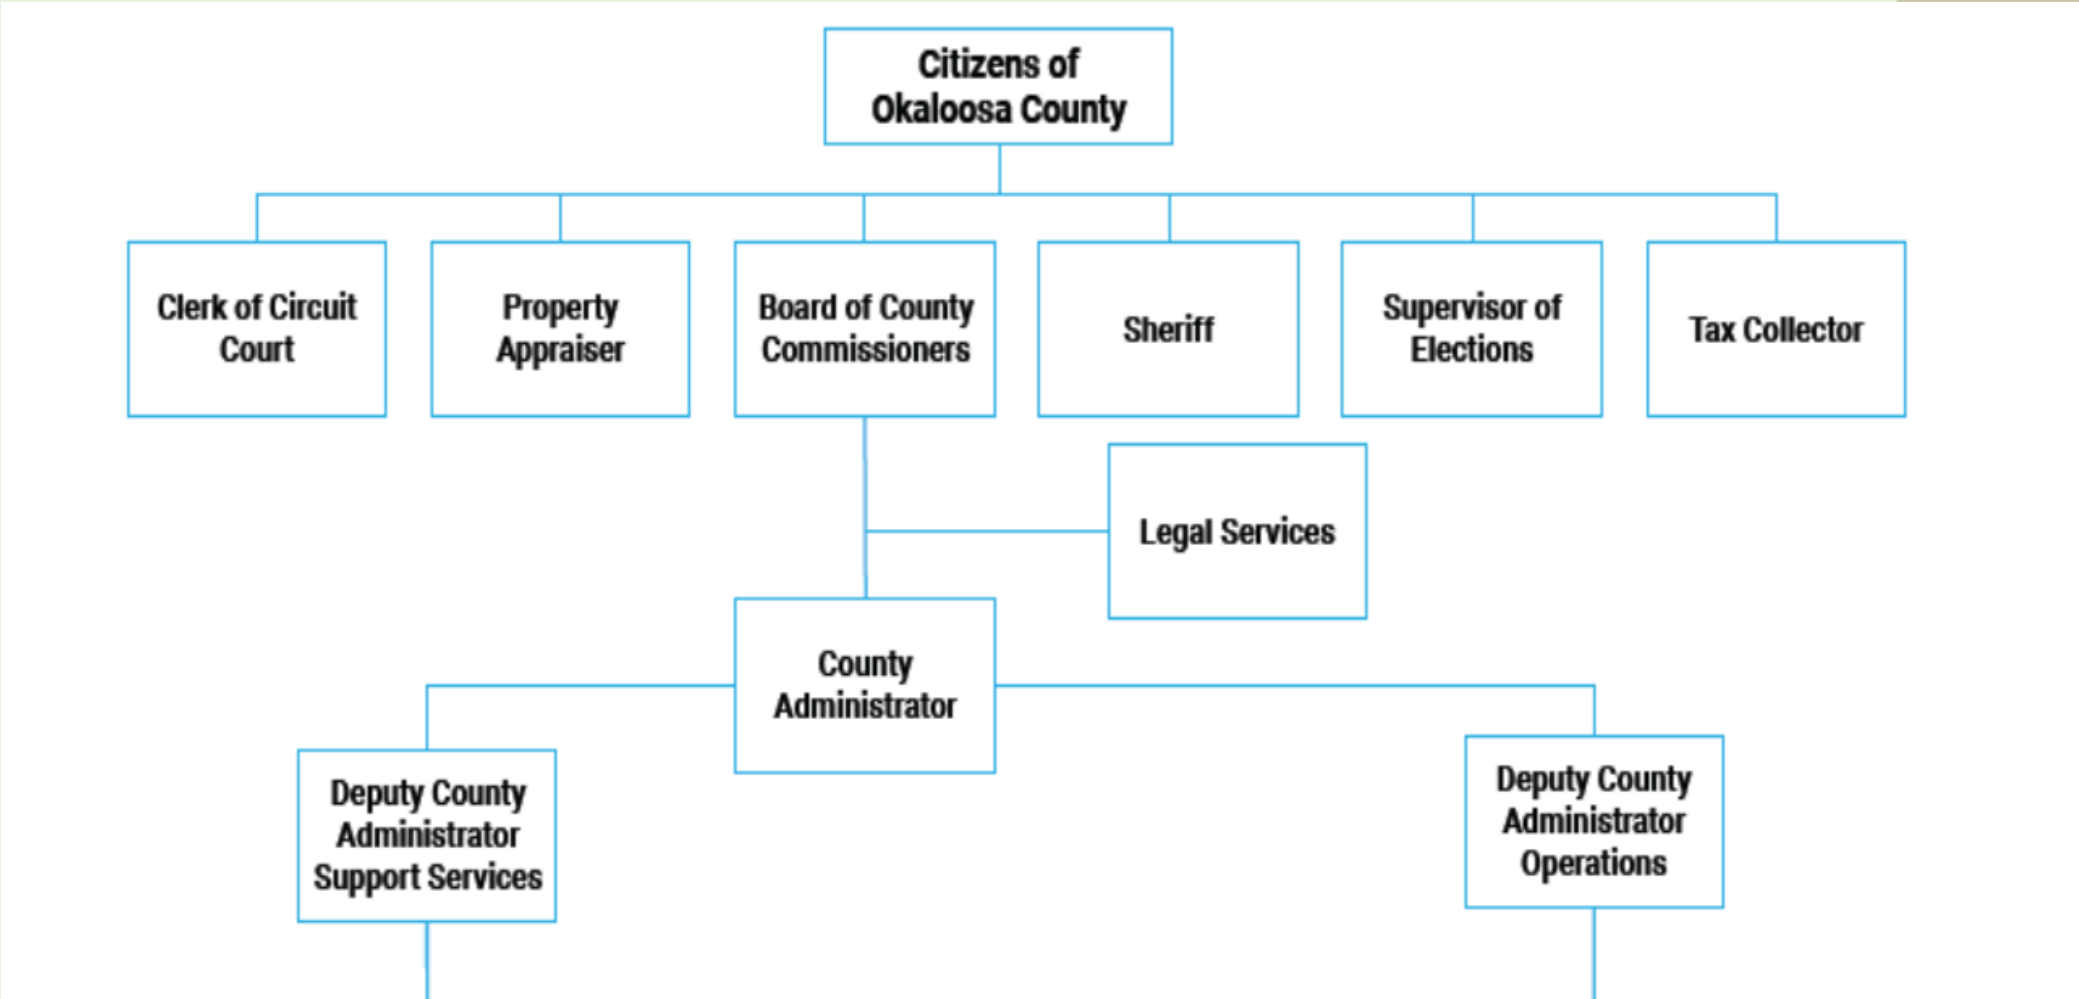 Citizens of
Okaloosa County
Clerk of Circuit
Court
Property
Appraiser
Board of County
Commissioners
Sheriff
Supervisor of
Elections
Tax Collector
Legal Services
County
Administrator
Deputy County
Administrator
Support Services
Deputy County
Administrator
Operations